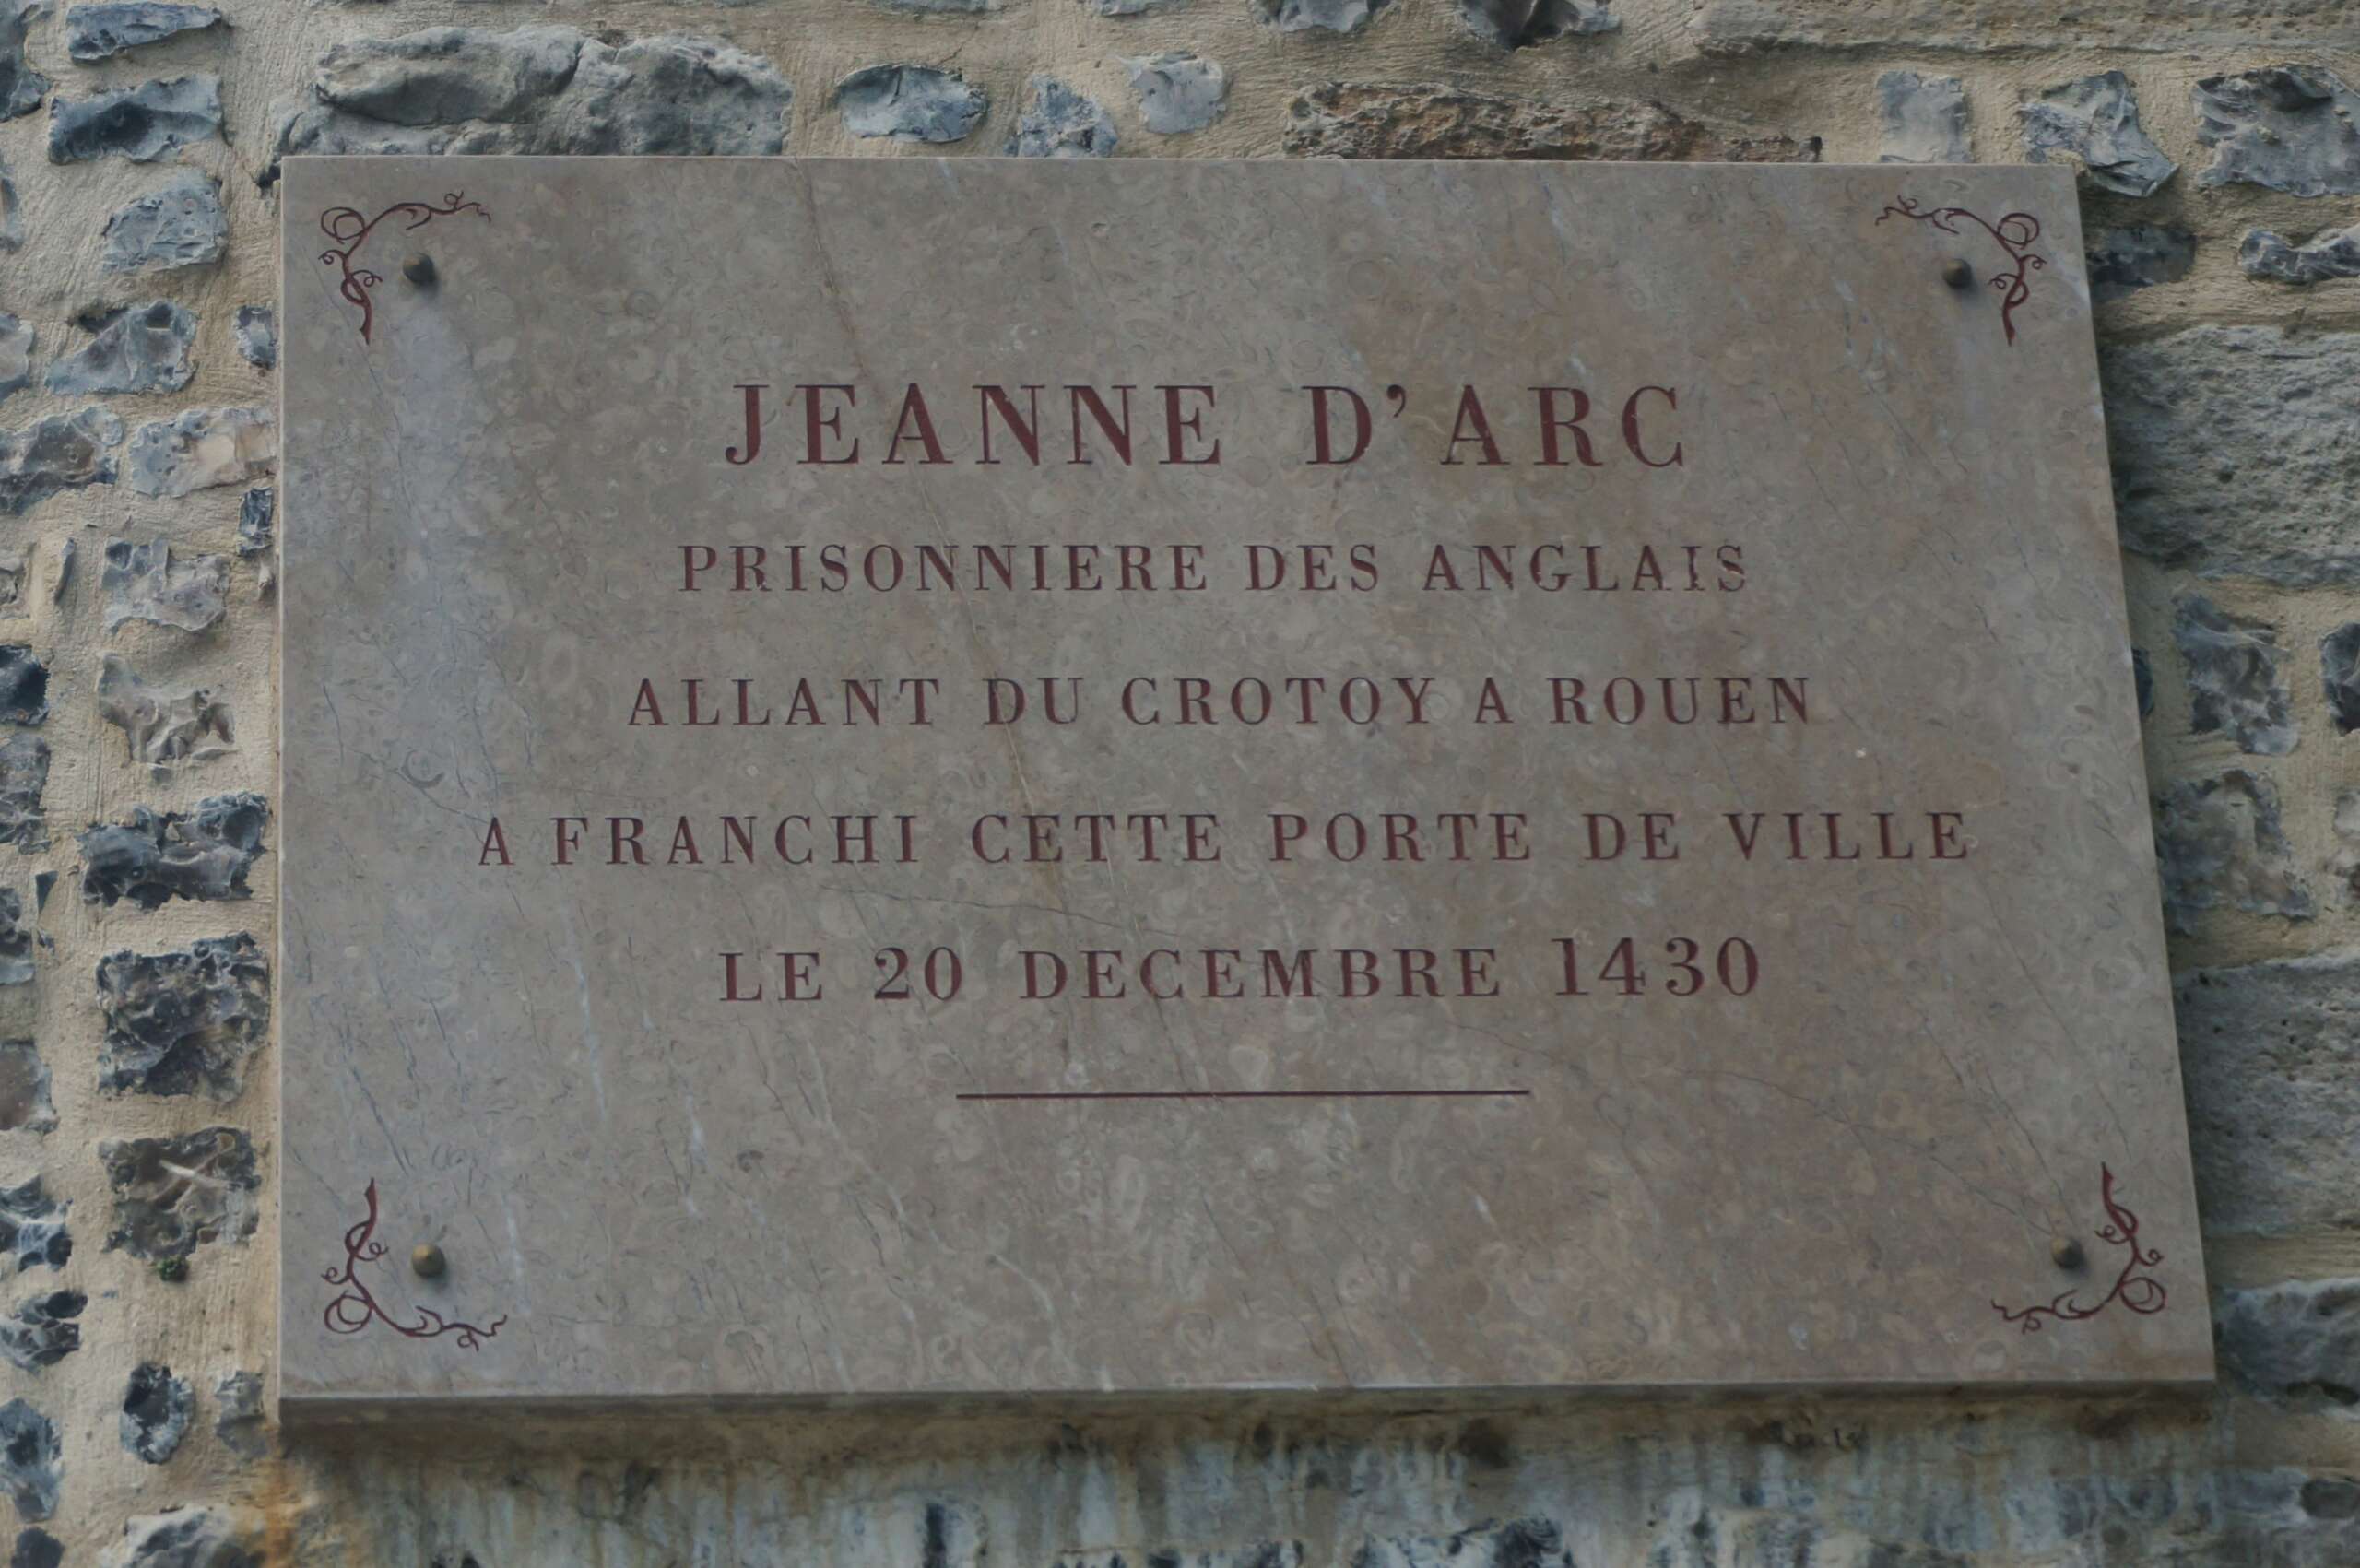 JEANNE D'ARC
PRISONNIERE DES ANGLAIS
ALLANT DU CROTOY A ROUEN
A FRANCHI CETTE PORTE DE VILLE
LE 20 DECEMBRE 1430